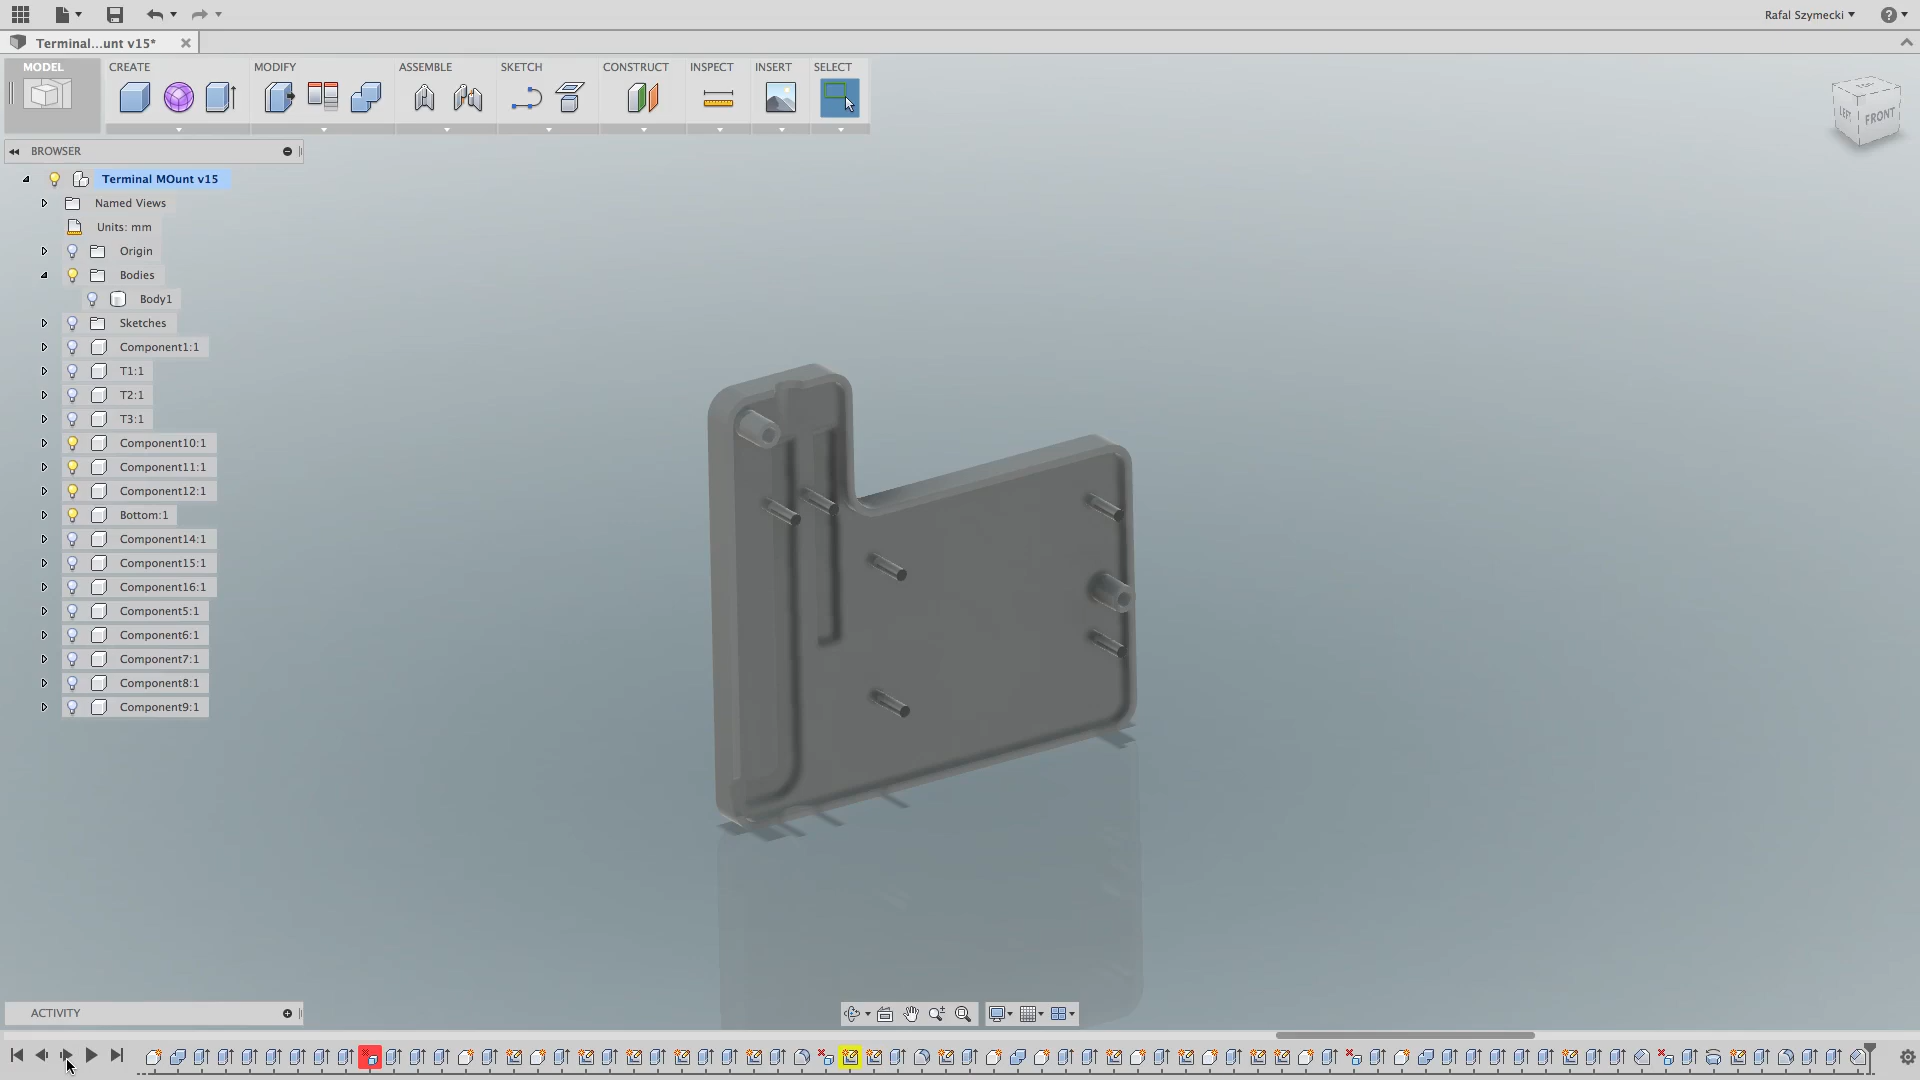 Rafal Szymecki
?
Terminal...unt v15*
MODEL
CREATE
MODIFY
ASSEMBLE
SKETCH
CONSTRUCT
INSPECT
INSERT
SELECT
LEFT
FRONT
BROWSER
Terminal MOunt v15
Named Views
Units: mm
Origin
Bodies
Body1
Sketches
Component1:1
T1:1
T2:1
T3:1
Component10:1
Component11:1
Component12:1
Bottom:1
Component14:1
Component15:1
Component16:1
Component5:1
Component6:1
Component7:1
Component8:1
Component9:1
ACTIVITY